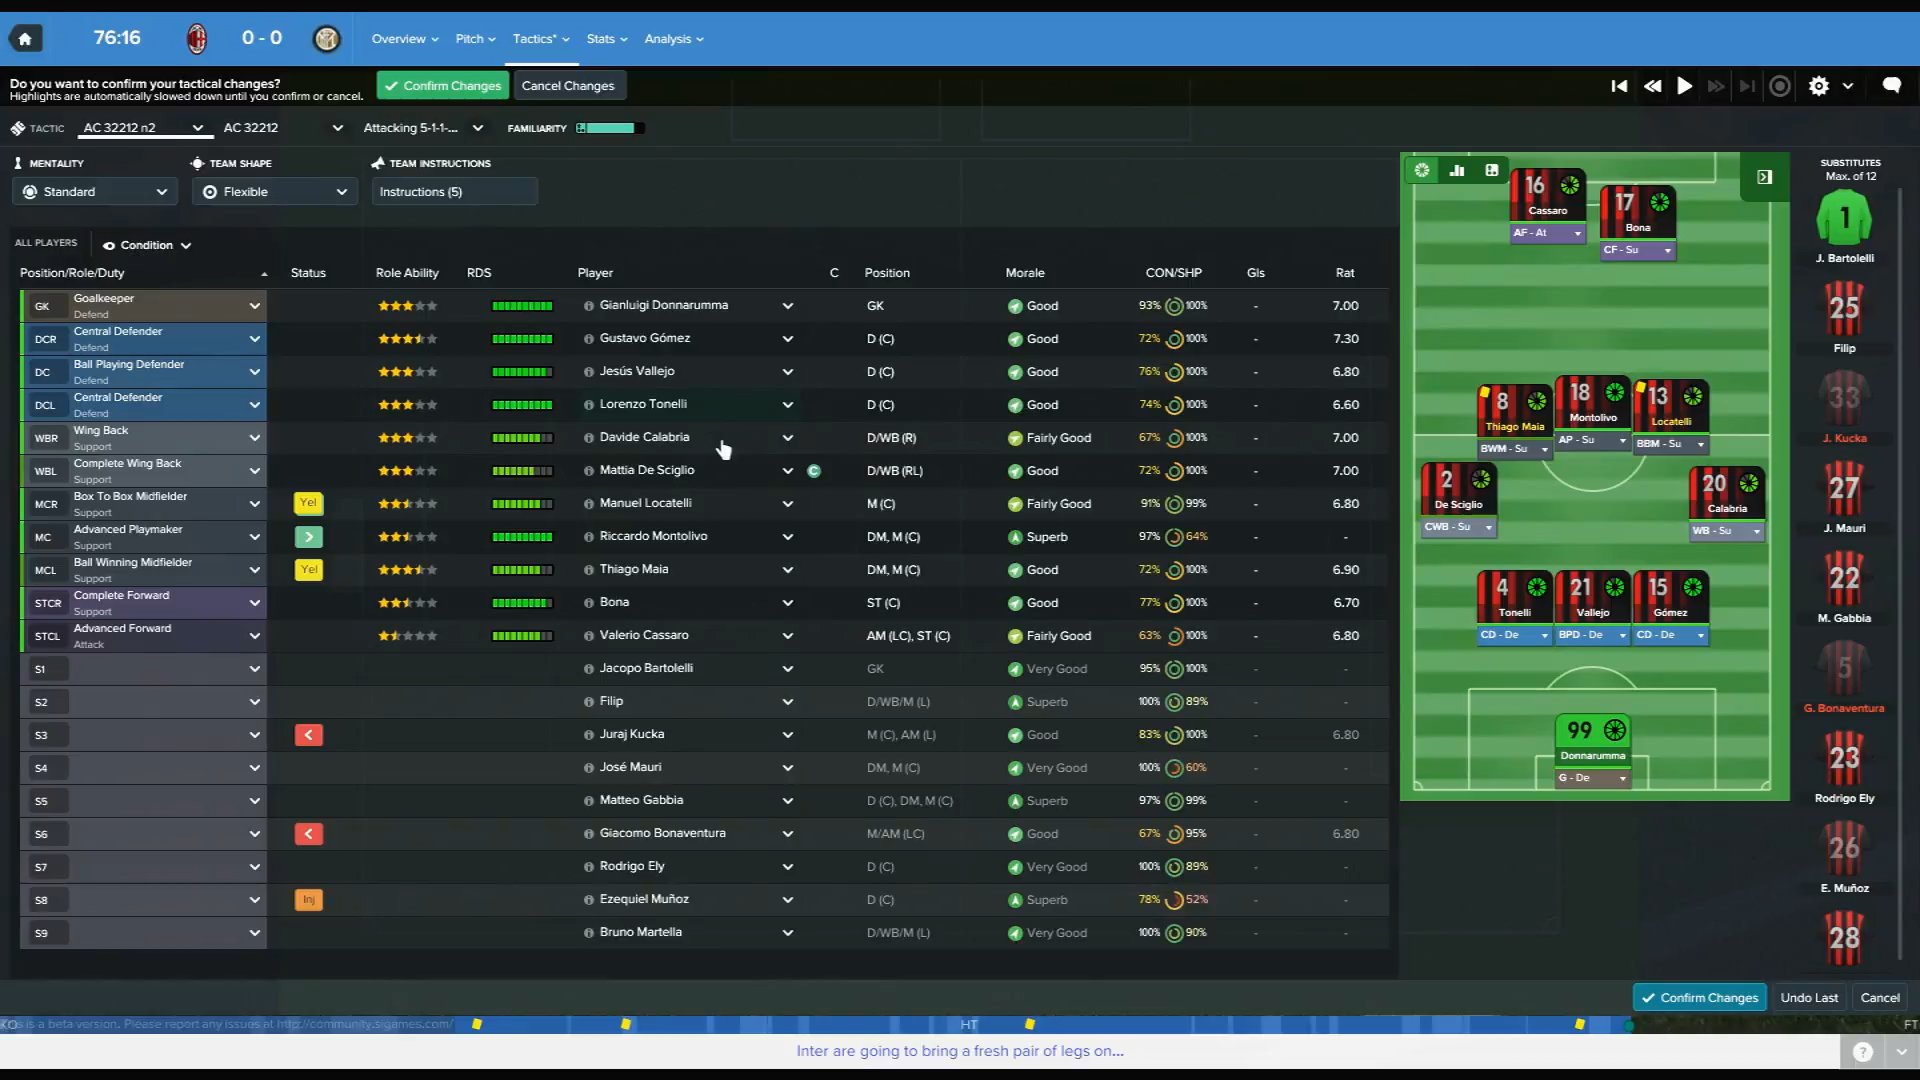 76:16 0 - 0 Overview Pitch Tactics* Stats Analysis
Do you want to confirm your tactical changes?
Highlights are automatically slowed down until you confirm or cancel.
Confirm Changes Cancel Changes
TACTIC AC 32212 n2 AC 32212 Attacking 5-1-1-... FAMILIARITY
MENTALITY TEAM SHAPE TEAM INSTRUCTIONS
Standard Flexible Instructions (5)
ALL PLAYERS Condition
Position/Role/Duty Status Role Ability RDS Player C Position Morale CON/SHP Gls Rat
GK Goalkeeper Defend Gianluigi Donnarumma GK Good 93% 100% - 7.00
DCR Central Defender Defend Gustavo Gómez D (C) Good 72% 100% - 7.30
DC Ball Playing Defender Defend Jesús Vallejo D (C) Good 76% 100% - 6.80
DCL Central Defender Defend Lorenzo Tonelli D (C) Good 74% 100% - 6.60
WBR Wing Back Support Davide Calabria D/WB (R) Fairly Good 67% 100% - 7.00
WBL Complete Wing Back Support Mattia De Sciglio C D/WB (RL) Good 72% 100% - 7.00
MCR Box To Box Midfielder Support Yel Manuel Locatelli M (C) Fairly Good 91% 99% - 6.80
MC Advanced Playmaker Support Riccardo Montolivo DM, M (C) Superb 97% 64% - -
MCL Ball Winning Midfielder Support Yel Thiago Maia DM, M (C) Good 72% 100% - 6.90
STCR Complete Forward Support Bona ST (C) Good 77% 100% - 6.70
STCL Advanced Forward Attack Valerio Cassaro AM (LC), ST (C) Fairly Good 63% 100% - 6.80
S1 Jacopo Bartolelli GK Very Good 95% 100% - -
S2 Filip D/WB/M (L) Superb 100% 89% - -
S3 Juraj Kucka M (C), AM (L) Good 83% 100% - 6.80
S4 José Mauri DM, M (C) Very Good 100% 60% - -
S5 Matteo Gabbia D (C), DM, M (C) Superb 97% 99% - -
S6 Giacomo Bonaventura M/AM (LC) Good 67% 95% - 6.80
S7 Rodrigo Ely D (C) Very Good 100% 89% - -
S8 Inj Ezequiel Muñoz D (C) Superb 78% 52% - -
S9 Bruno Martella D/WB/M (L) Very Good 100% 90% - -
16 Cassaro AF - At
17 Bona CF - Su
8 Thiago Maia BWM - Su
18 Montolivo AP - Su
13 Locatelli BBM - Su
2 De Sciglio CWB - Su
20 Calabria WB - Su
4 Tonelli CD - De
21 Vallejo BPD - De
15 Gómez CD - De
99 Donnarumma G - De
SUBSTITUTES
Max. of 12
1
J. Bartolelli
25
Filip
33
J. Kucka
27
J. Mauri
22
M. Gabbia
5
G. Bonaventura
23
Rodrigo Ely
26
E. Muñoz
28
Confirm Changes Undo Last Cancel
is a beta version. Please report any issues at http://community.sigames.com/ HT FT
Inter are going to bring a fresh pair of legs on...
?